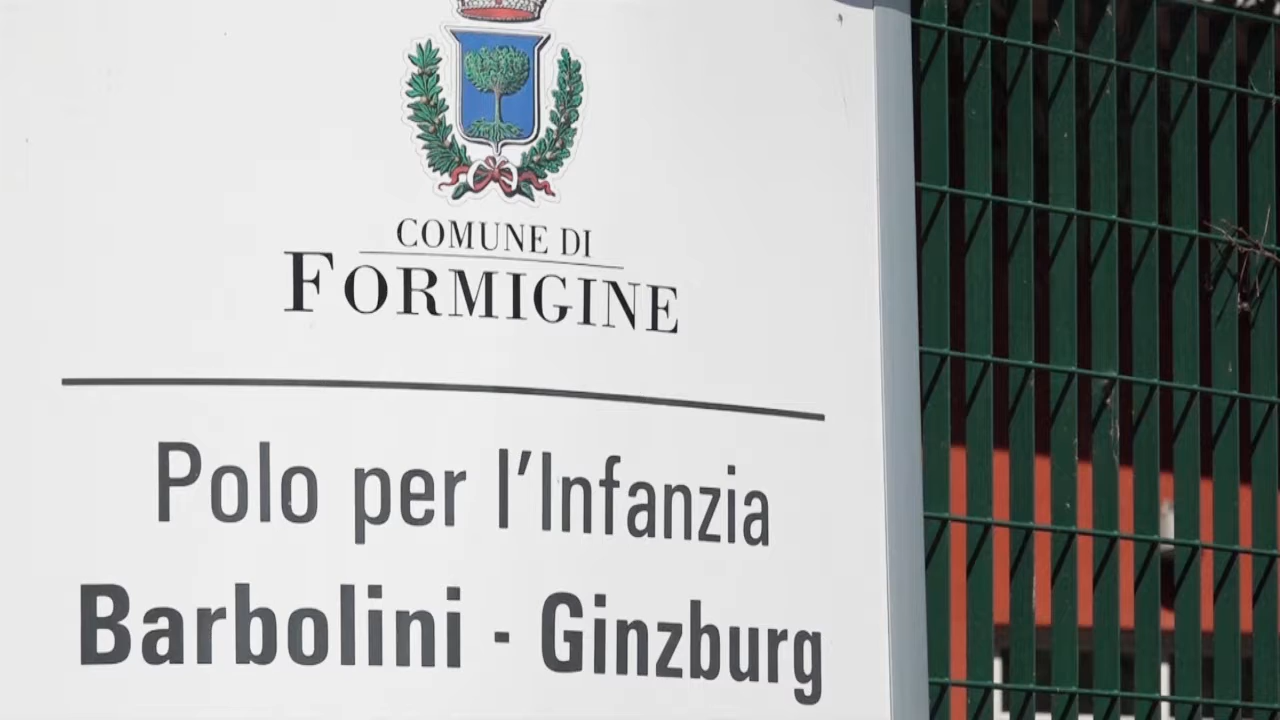 COMUNE DI
FORMIGINE
Polo per l'Infanzia
Barbolini - Ginzburg